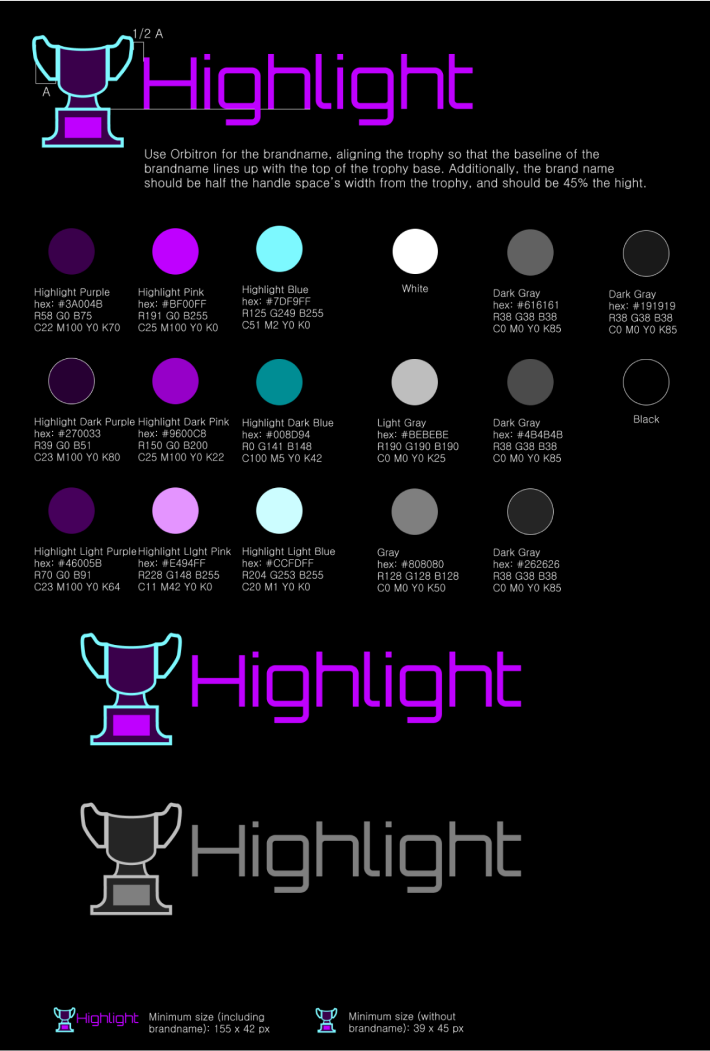 1/2 A
Highlight
A
Use Orbitron for the brandname, aligning the trophy so that the baseline of the
brandname lines up with the top of the trophy base. Additionally, the brand name
should be half the handle space's width from the trophy, and should be 45% the hight.
Highlight Purple
hex: #3A004B
R58 G0 B75
C22 M100 Y0 K70
Highlight Pink
hex: #BF00FF
R191 G0 B255
C25 M100 Y0 K0
Highlight Blue
hex: #7DF9FF
R125 G249 B255
C51 M2 Y0 K0
White
Dark Gray
hex: #616161
R38 G38 B38
C0 M0 Y0 K85
Dark Gray
hex: #191919
R38 G38 B38
C0 M0 Y0 K85
Highlight Dark Purple
hex: #270033
R39 G0 B51
C23 M100 Y0 K80
Highlight Dark Pink
hex: #9600C8
R150 G0 B200
C25 M100 Y0 K22
Highlight Dark Blue
hex: #008D94
R0 G141 B148
C100 M5 Y0 K42
Light Gray
hex: #BEBEBE
R190 G190 B190
C0 M0 Y0 K25
Dark Gray
hex: #4B4B4B
R38 G38 B38
C0 M0 Y0 K85
Black
Highlight Light Purple
hex: #46005B
R70 G0 B91
C23 M100 Y0 K64
Highlight LIght Pink
hex: #E494FF
R228 G148 B255
C11 M42 Y0 K0
Highlight Light Blue
hex: #CCFDFF
R204 G253 B255
C20 M1 Y0 K0
Gray
hex: #808080
R128 G128 B128
C0 M0 Y0 K50
Dark Gray
hex: #262626
R38 G38 B38
C0 M0 Y0 K85
Highlight
Highlight
Highlight
Minimum size (including
brandname): 155 x 42 px
Minimum size (without
brandname): 39 x 45 px